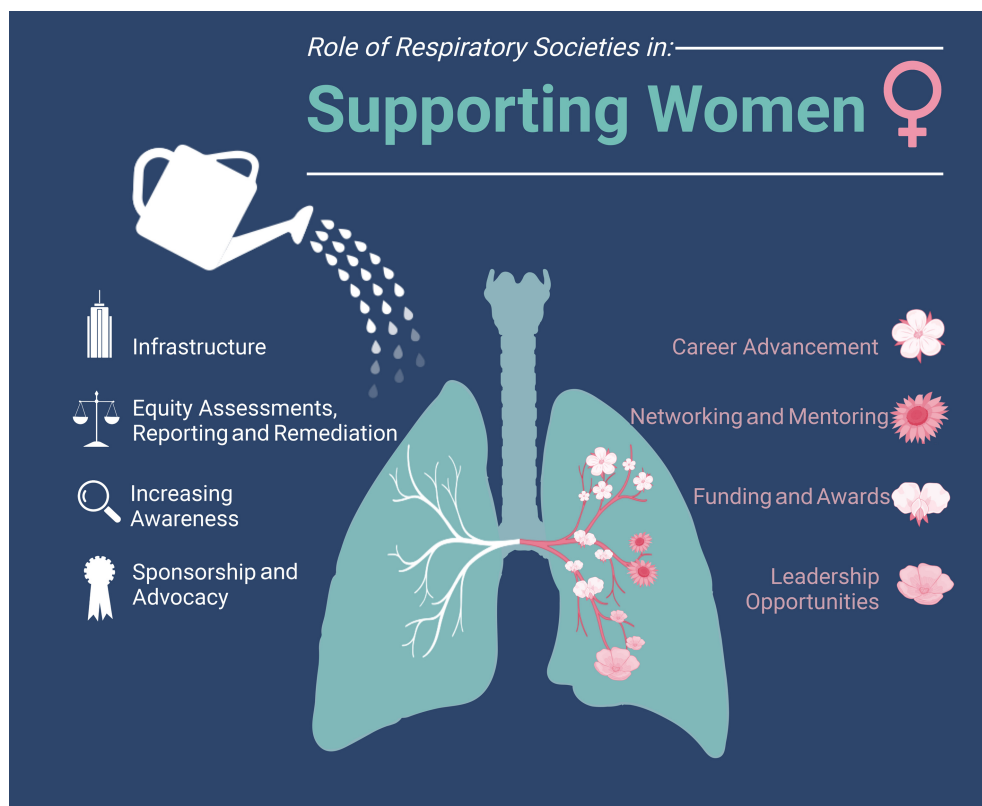 Role of Respiratory Societies in:
Supporting Women
Infrastructure
Equity Assessments,
Reporting and Remediation
Increasing
Awareness
Sponsorship and
Advocacy
Career Advancement
Networking and Mentoring
Funding and Awards
Leadership
Opportunities